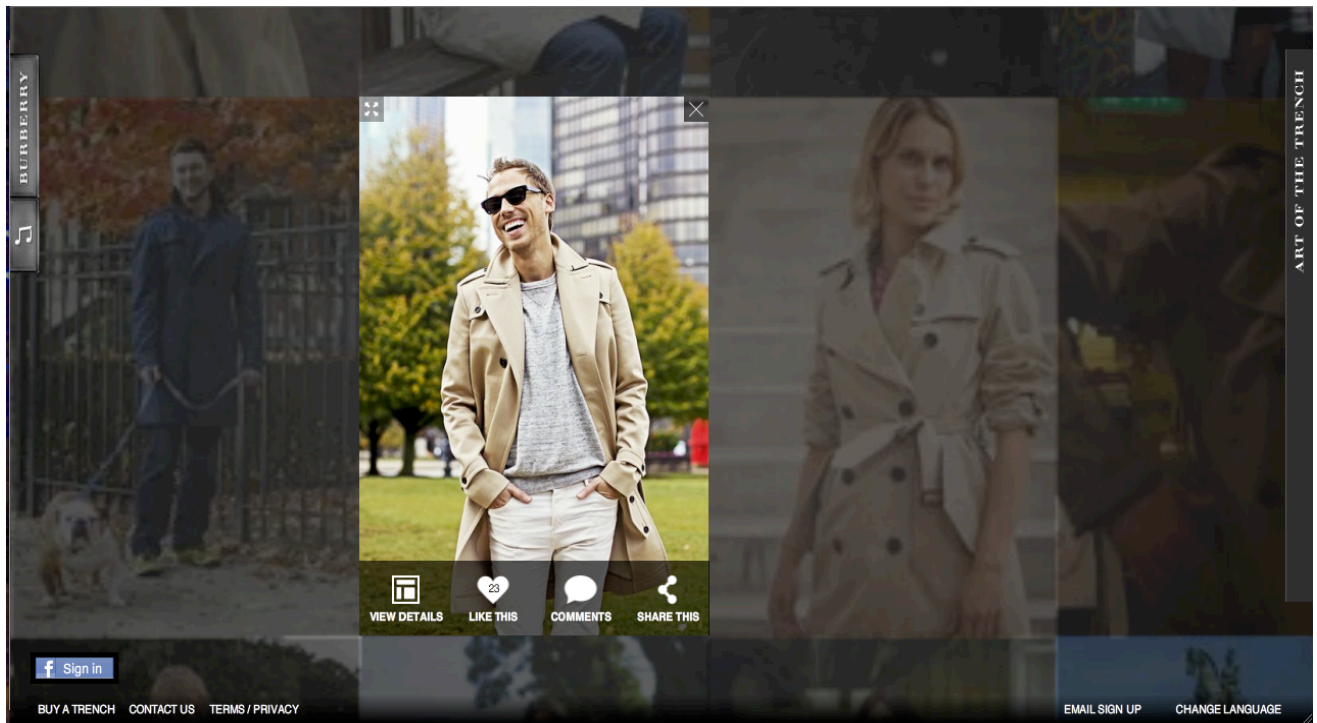 BURBERRY
ART OF THE TRENCH
23
VIEW DETAILS
LIKE THIS
COMMENTS
SHARE THIS
f Sign in
BUY A TRENCH
CONTACT US
TERMS / PRIVACY
EMAIL SIGN UP
CHANGE LANGUAGE